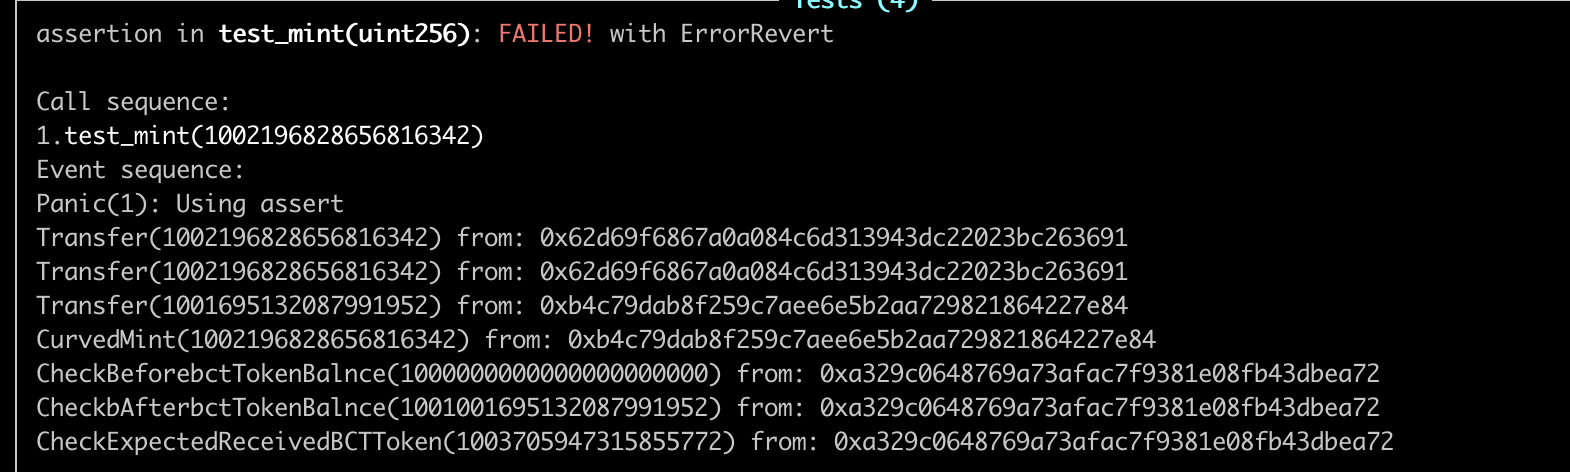 Tests (4)
assertion in test_mint(uint256): FAILED! with ErrorRevert
Call sequence:
1.test_mint(1002196828656816342)
Event sequence:
Panic(1): Using assert
Transfer(1002196828656816342) from: 0x62d69f6867a0a084c6d313943dc22023bc263691
Transfer(1002196828656816342) from: 0x62d69f6867a0a084c6d313943dc22023bc263691
Transfer(1001695132087991952) from: 0xb4c79dab8f259c7aee6e5b2aa729821864227e84
CurvedMint(1002196828656816342) from: 0xb4c79dab8f259c7aee6e5b2aa729821864227e84
CheckBeforebctTokenBalnce(1000000000000000000000) from: 0xa329c0648769a73afac7f9381e08fb43dbea72
CheckbAfterbctTokenBalnce(1001001695132087991952) from: 0xa329c0648769a73afac7f9381e08fb43dbea72
CheckExpectedReceivedBCTToken(1003705947315855772) from: 0xa329c0648769a73afac7f9381e08fb43dbea72